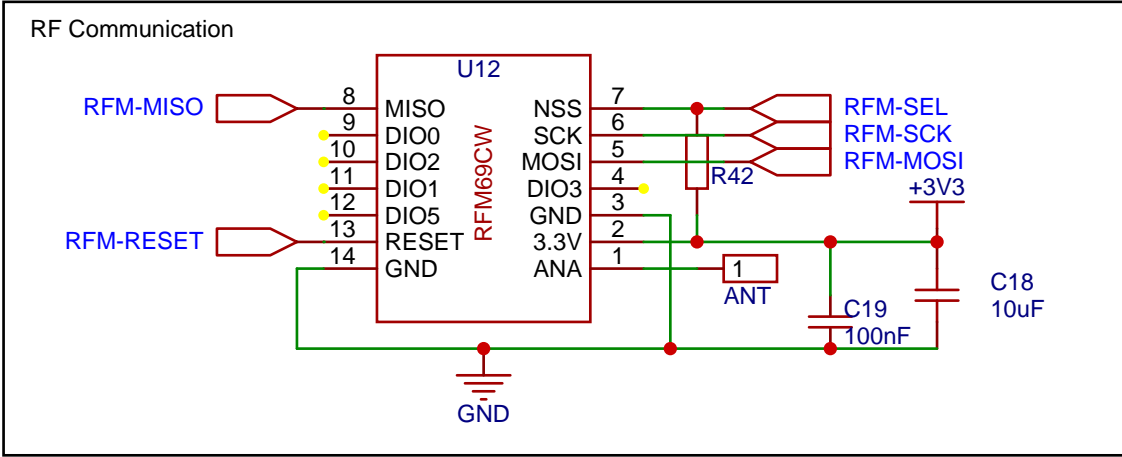 RF Communication
U12
RFM69CW
RFM-MISO
8
MISO
9
DIO0
10
DIO2
11
DIO1
12
DIO5
RFM-RESET
13
RESET
14
GND
NSS
7
RFM-SEL
SCK
6
RFM-SCK
MOSI
5
RFM-MOSI
DIO3
4
R42
GND
3
+3V3
3.3V
2
ANA
1
1
ANT
C19
100nF
C18
10uF
GND